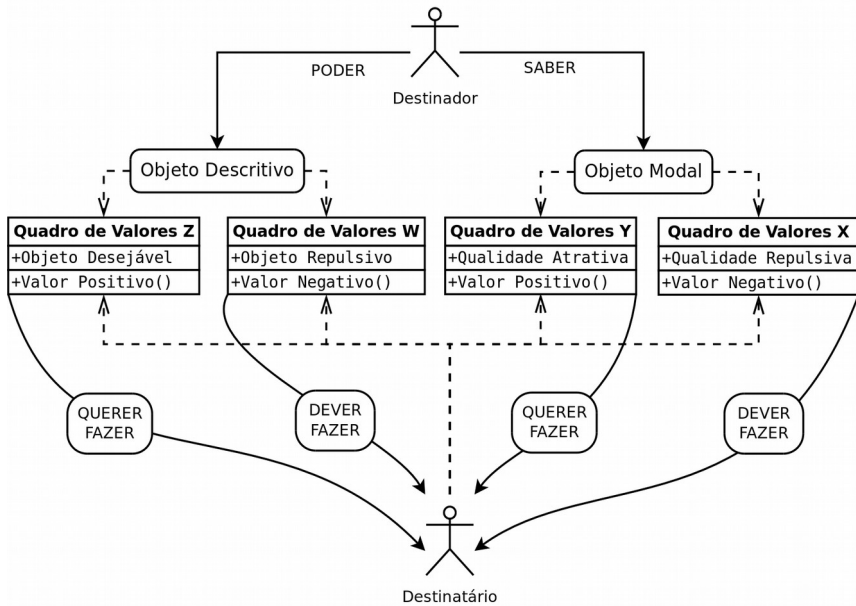 PODER
SABER
Destinador
Objeto Descritivo
Objeto Modal
Quadro de Valores Z
+Objeto Desejável
+Valor Positivo()
Quadro de Valores W
+Objeto Repulsivo
+Valor Negativo()
Quadro de Valores Y
+Qualidade Atrativa
+Valor Positivo()
Quadro de Valores X
+Qualidade Repulsiva
+Valor Negativo()
QUERER
FAZER
DEVER
FAZER
QUERER
FAZER
DEVER
FAZER
Destinatário